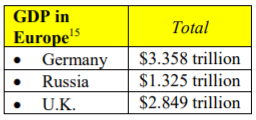 GDP in Europe15 Total
• Germany $3.358 trillion
• Russia $1.325 trillion
• U.K. $2.849 trillion